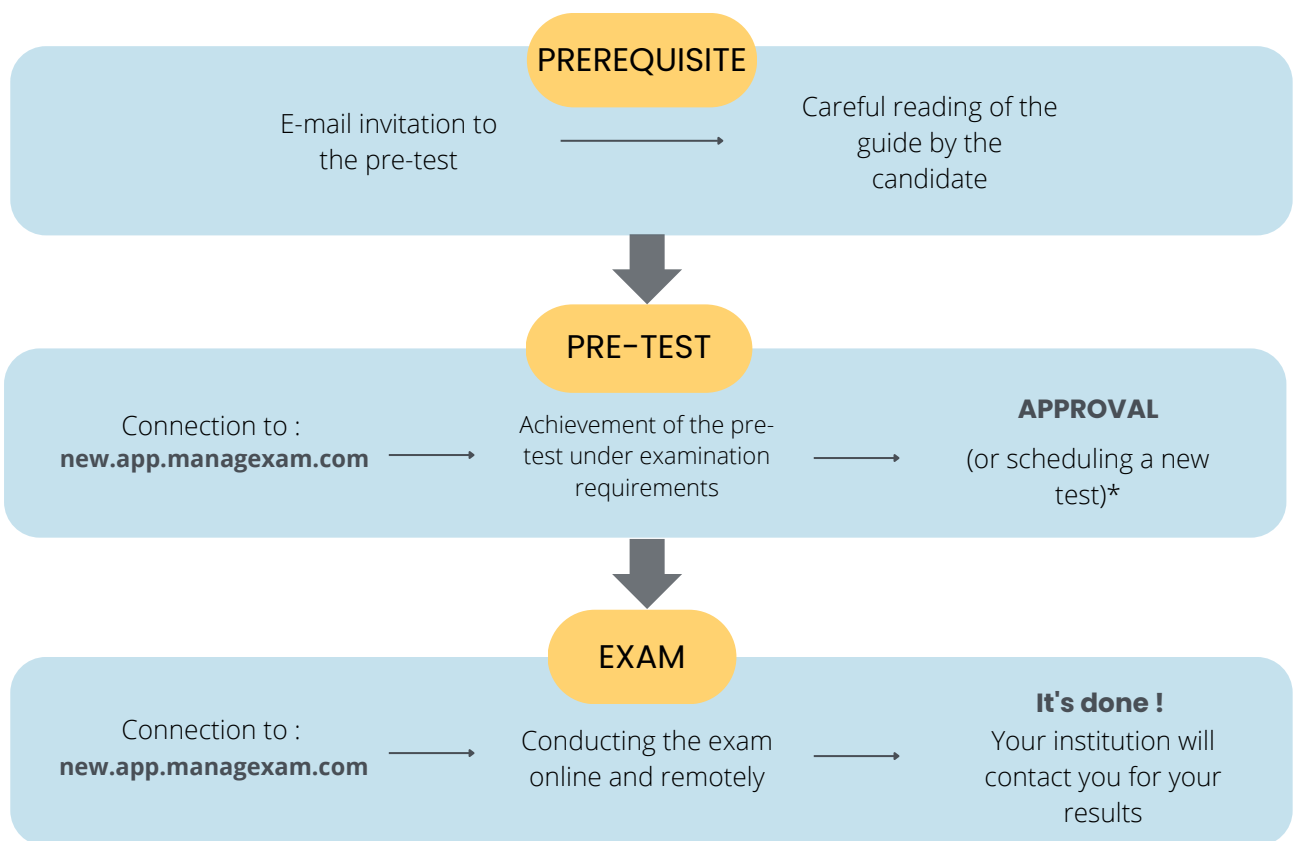 PREREQUISITE
E-mail invitation to
the pre-test
Careful reading of the
guide by the
candidate
PRE-TEST
Connection to :
new.app.managexam.com
Achievement of the pre-
test under examination
requirements
APPROVAL
(or scheduling a new
test)*
EXAM
Connection to :
new.app.managexam.com
Conducting the exam
online and remotely
It's done !
Your institution will
contact you for your
results